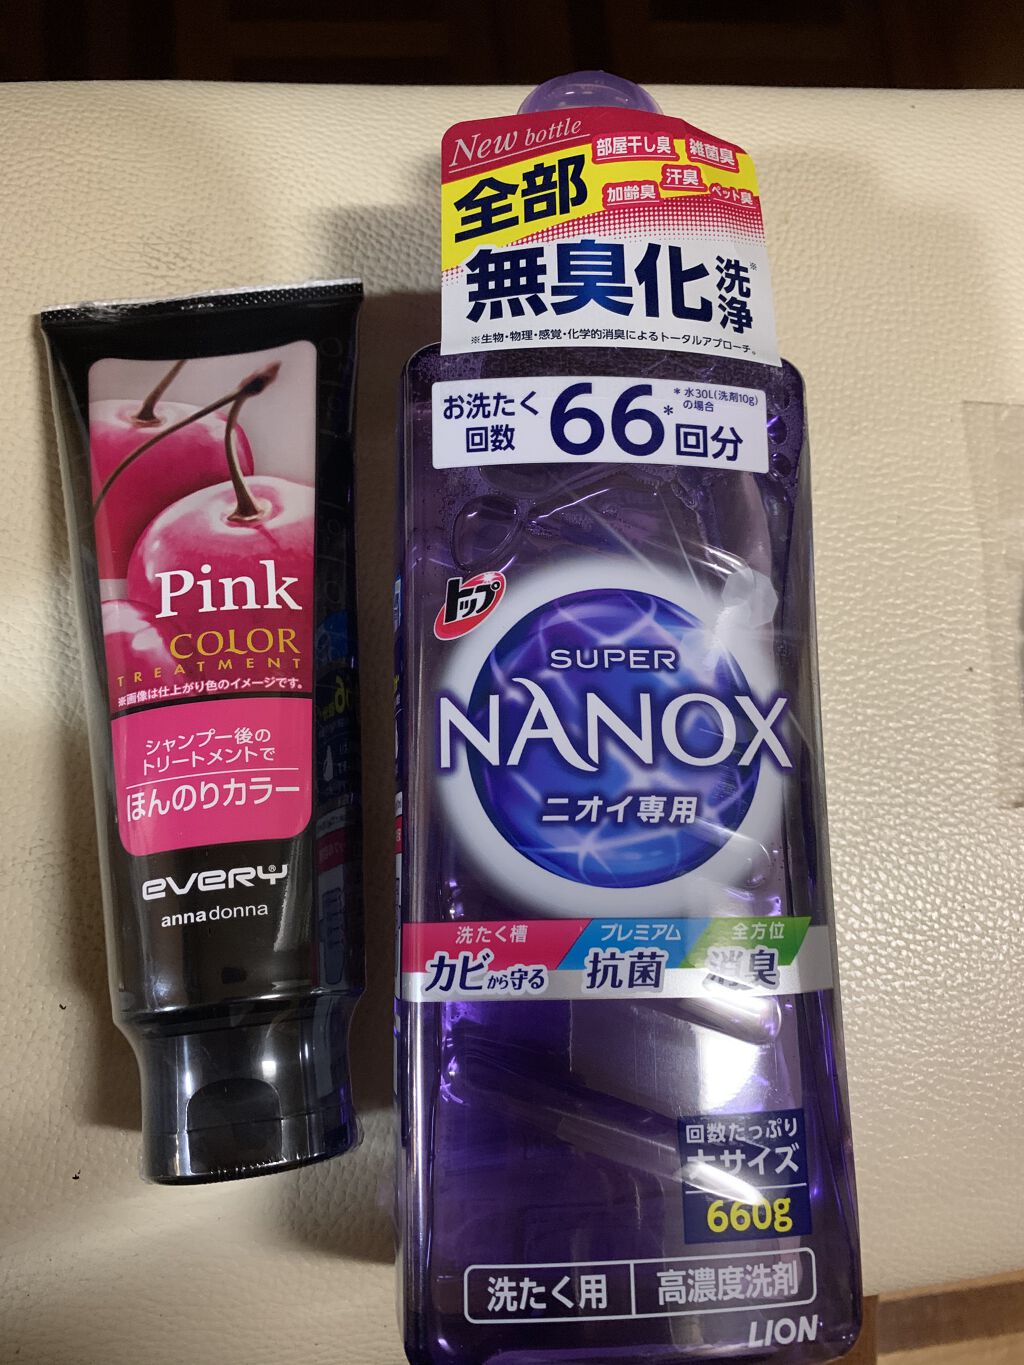 Pink
COLOR
TREATMENT
※画像は仕上がり色のイメージです。
シャンプー後の
トリートメントで
ほんのりカラー
eVERY®
annadonna
New bottle
部屋干し臭 雑菌臭
汗臭
加齢臭 ペット臭
全部
無臭化洗浄※
※生物・物理・感覚・化学的消臭によるトータルアプローチ。
お洗たく
回数
66*回分
*水30L(洗剤10g)
の場合
トップ
SUPER
NANOX
ニオイ専用
洗たく槽
カビから守る
プレミアム
抗菌
全方位
消臭
回数たっぷり
大サイズ
660g
洗たく用 高濃度洗剤
LION